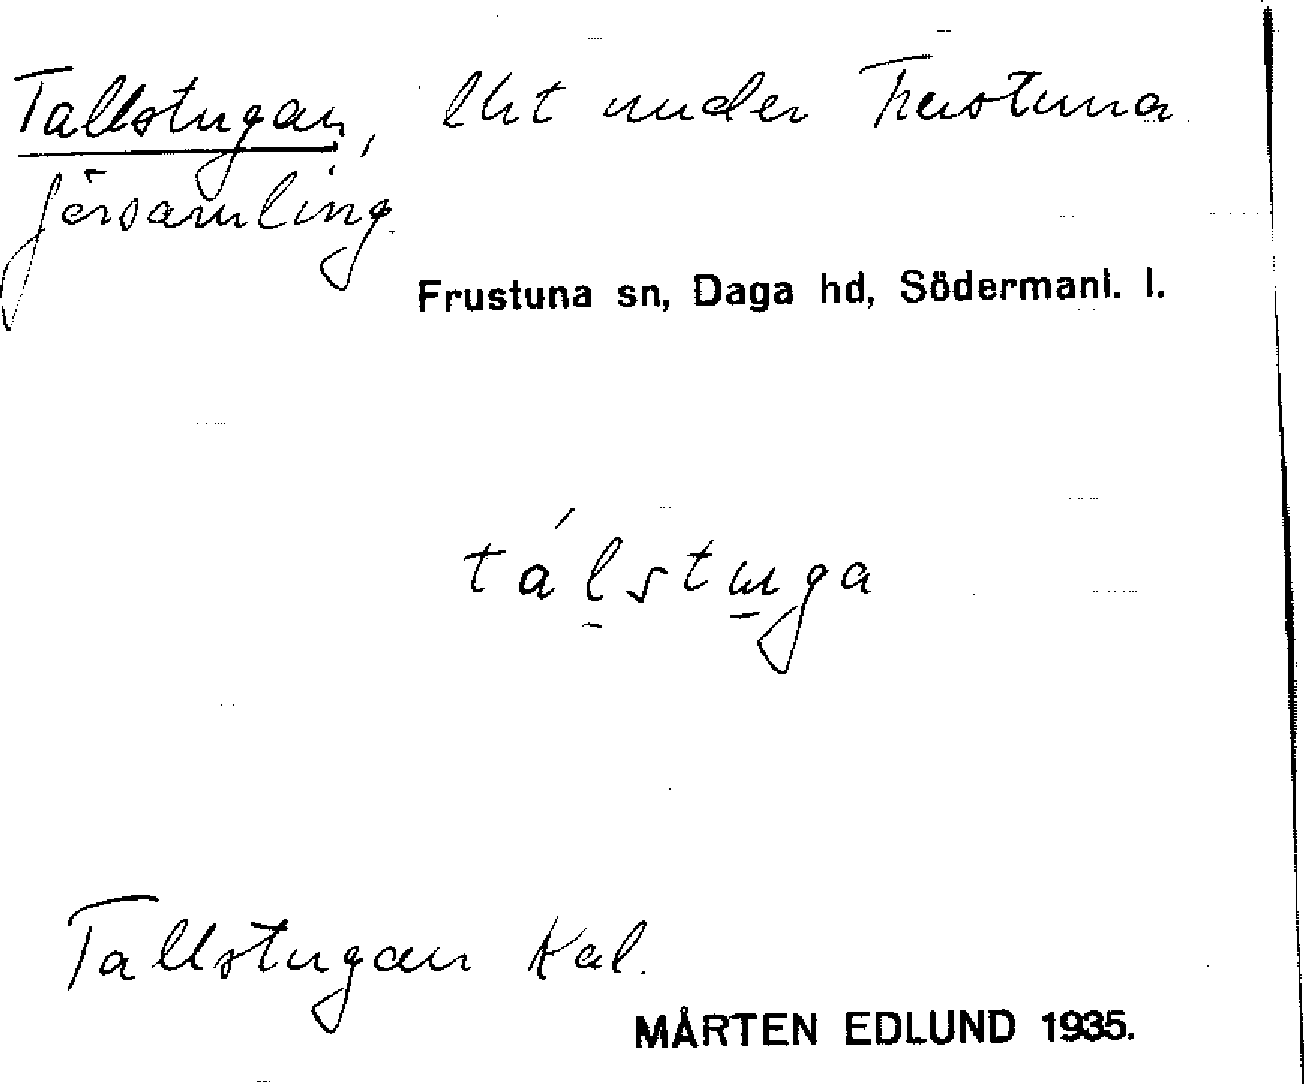 Tallstugan, lht under Frustuna
församling.
Frustuna sn, Daga hd, Södermanl. l.
tálstuga
Tallstugan Kal.
MÅRTEN EDLUND 1935.